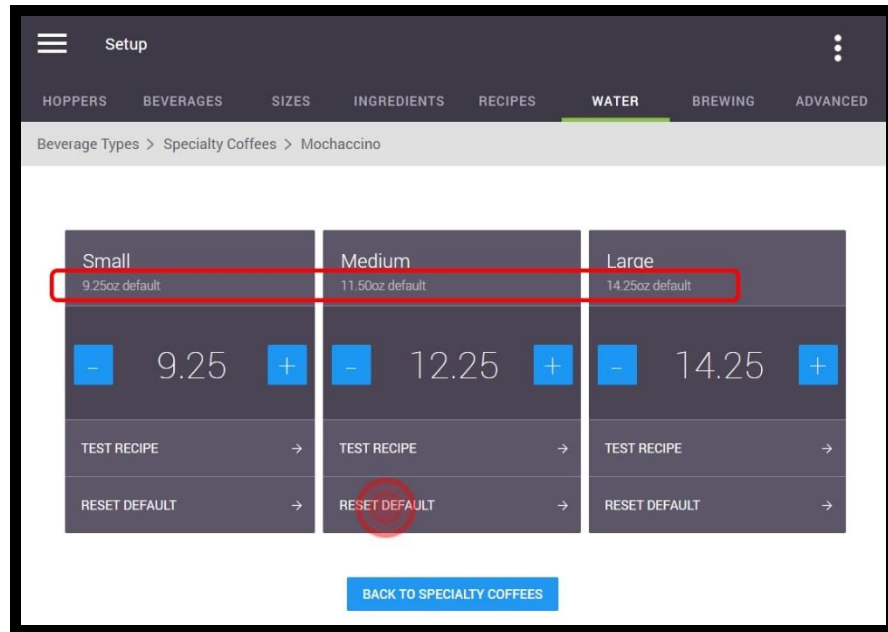 Setup
HOPPERS BEVERAGES SIZES INGREDIENTS RECIPES WATER BREWING ADVANCED
Beverage Types > Specialty Coffees > Mochaccino
Small
9.25oz default
- 9.25 +
TEST RECIPE →
RESET DEFAULT →
Medium
11.50oz default
- 12.25 +
TEST RECIPE →
RESET DEFAULT →
Large
14.25oz default
- 14.25 +
TEST RECIPE →
RESET DEFAULT →
BACK TO SPECIALTY COFFEES